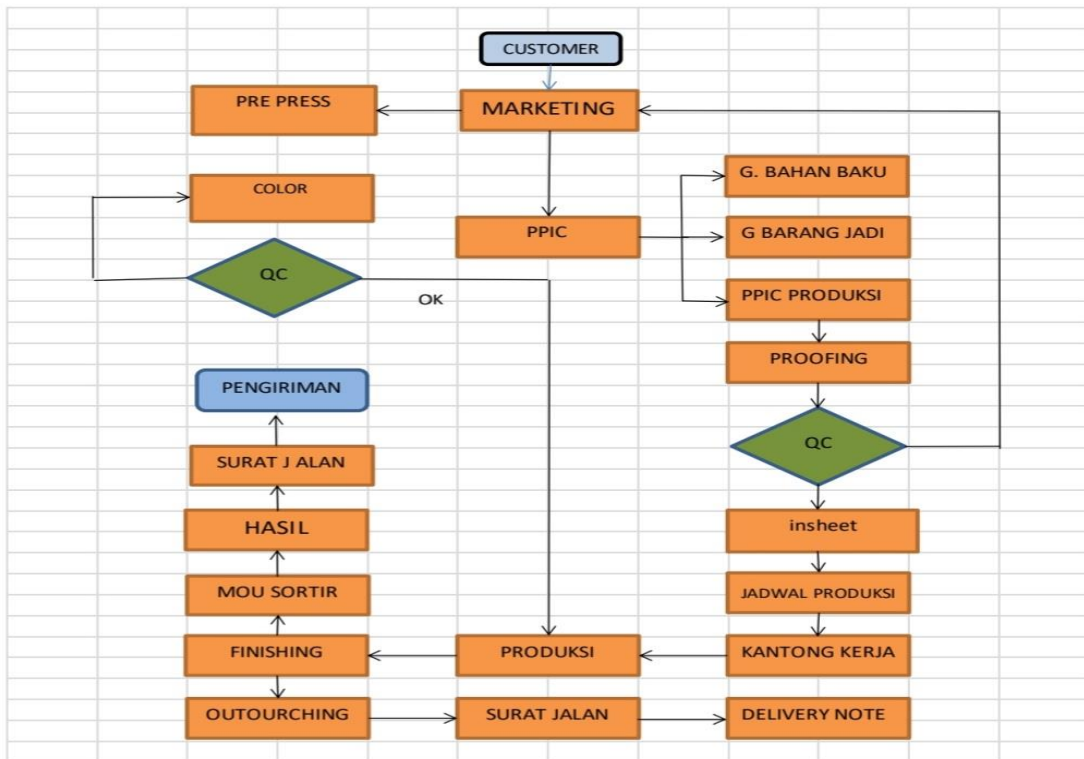 CUSTOMER
PRE PRESS
MARKETING
G. BAHAN BAKU
COLOR
PPIC
G BARANG JADI
QC
OK
PPIC PRODUKSI
PROOFING
PENGIRIMAN
QC
SURAT J ALAN
HASIL
insheet
MOU SORTIR
JADWAL PRODUKSI
FINISHING
PRODUKSI
KANTONG KERJA
OUTOURCHING
SURAT JALAN
DELIVERY NOTE